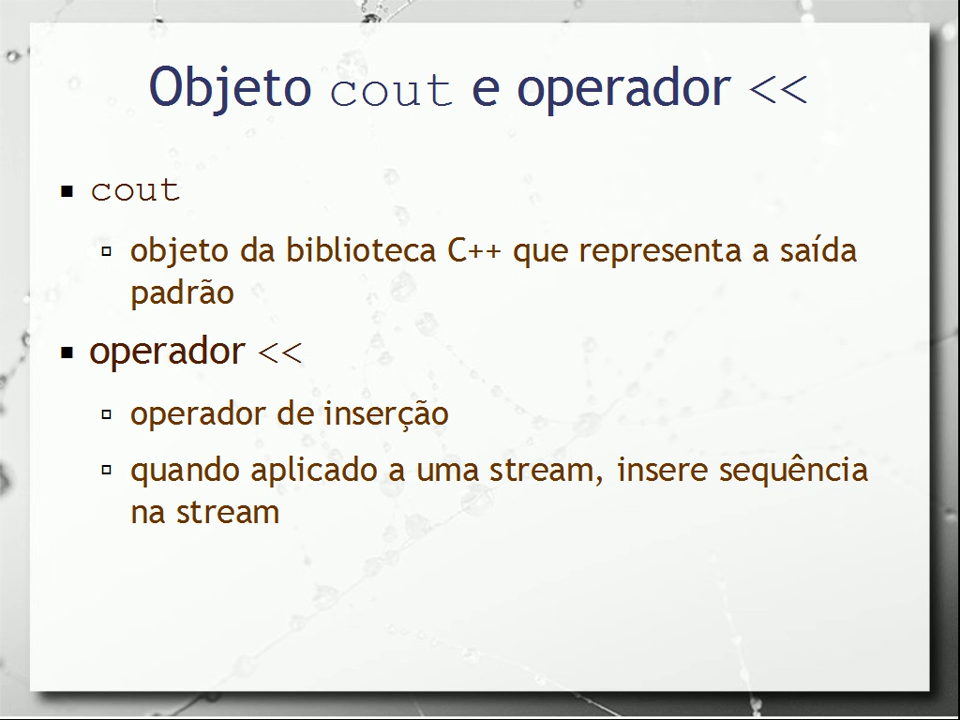 Objeto cout e operador <<
cout
objeto da biblioteca C++ que representa a saída
padrão
operador <<
operador de inserção
quando aplicado a uma stream, insere sequência
na stream